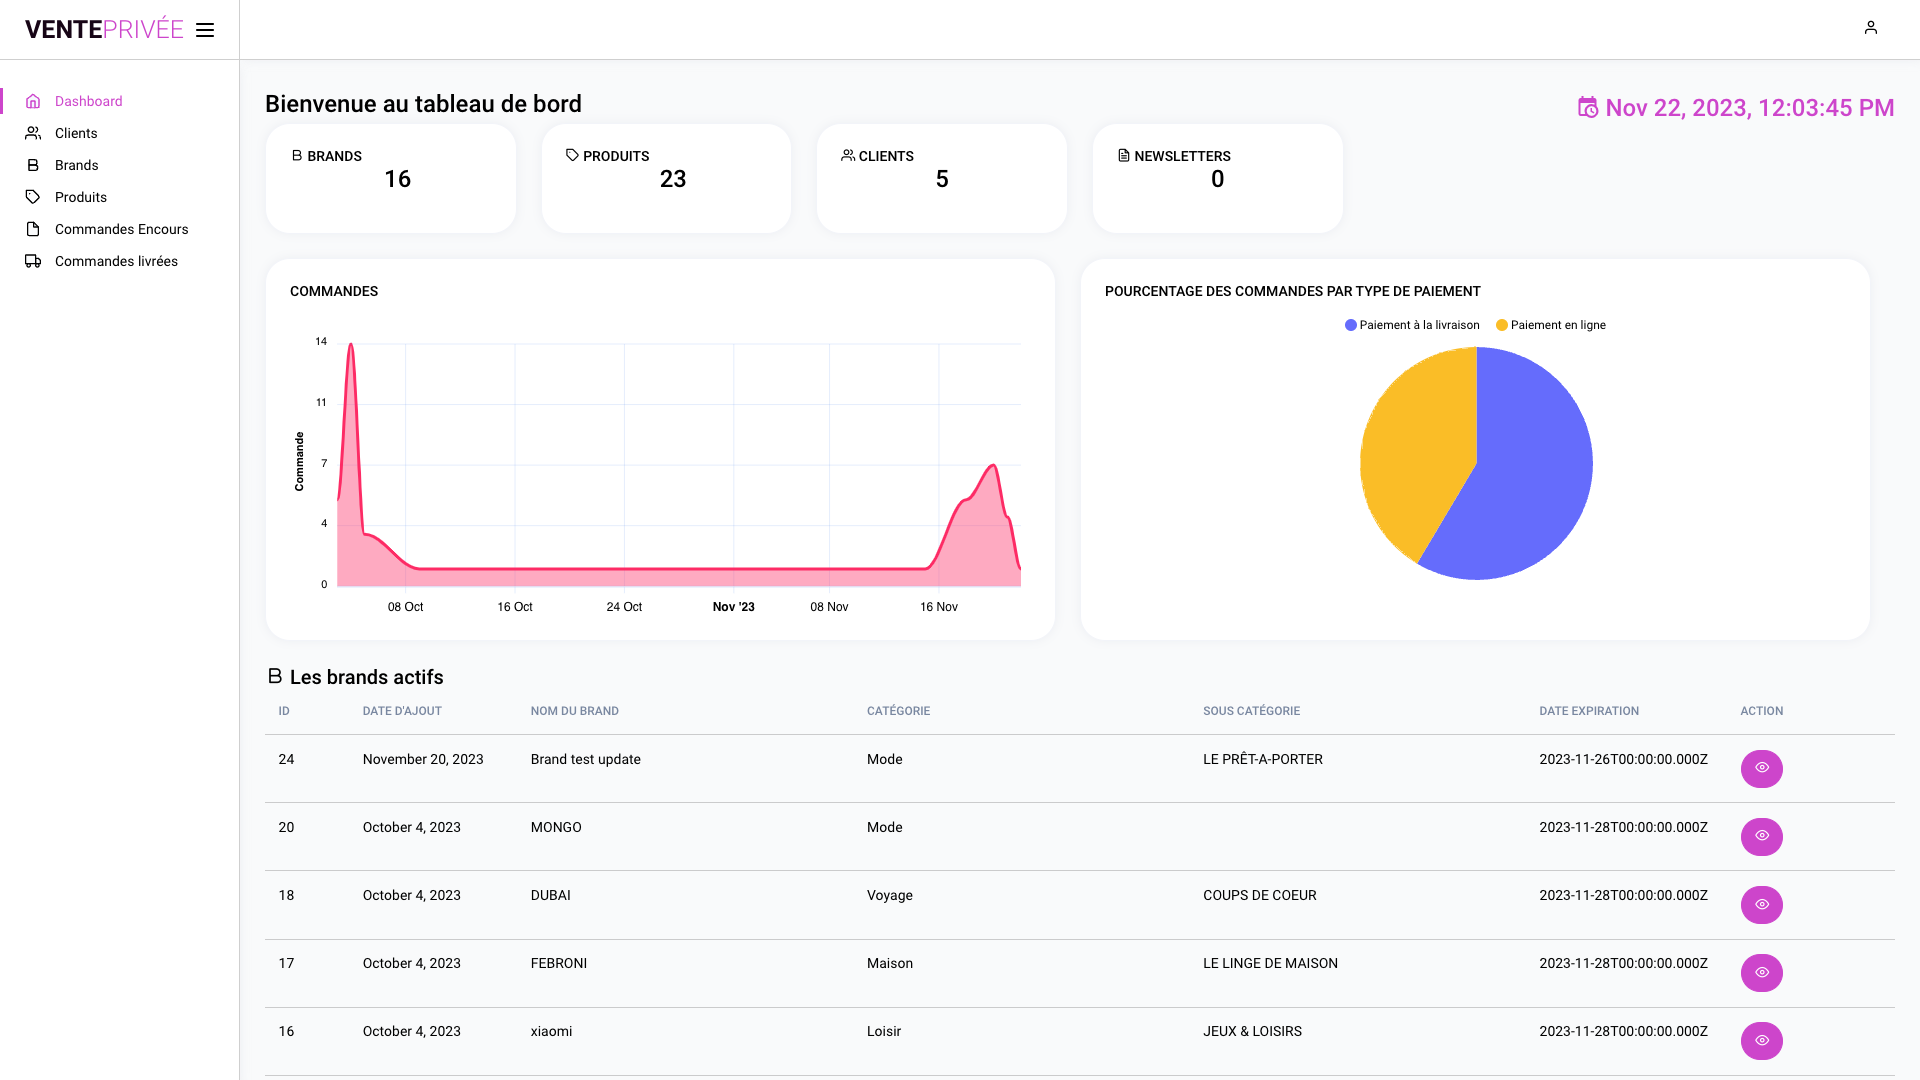 VENTEPRIVÉE
Dashboard
Clients
Brands
Produits
Commandes Encours
Commandes livrées
Bienvenue au tableau de bord
Nov 22, 2023, 12:03:45 PM
BRANDS
16
PRODUITS
23
CLIENTS
5
NEWSLETTERS
0
COMMANDES
14
11
7
4
0
Commande
08 Oct 16 Oct 24 Oct Nov '23 08 Nov 16 Nov
POURCENTAGE DES COMMANDES PAR TYPE DE PAIEMENT
Paiement à la livraison Paiement en ligne
Les brands actifs
ID DATE D'AJOUT NOM DU BRAND CATÉGORIE SOUS CATÉGORIE DATE EXPIRATION ACTION
24 November 20, 2023 Brand test update Mode LE PRÊT-A-PORTER 2023-11-26T00:00:00.000Z
20 October 4, 2023 MONGO Mode 2023-11-28T00:00:00.000Z
18 October 4, 2023 DUBAI Voyage COUPS DE COEUR 2023-11-28T00:00:00.000Z
17 October 4, 2023 FEBRONI Maison LE LINGE DE MAISON 2023-11-28T00:00:00.000Z
16 October 4, 2023 xiaomi Loisir JEUX & LOISIRS 2023-11-28T00:00:00.000Z